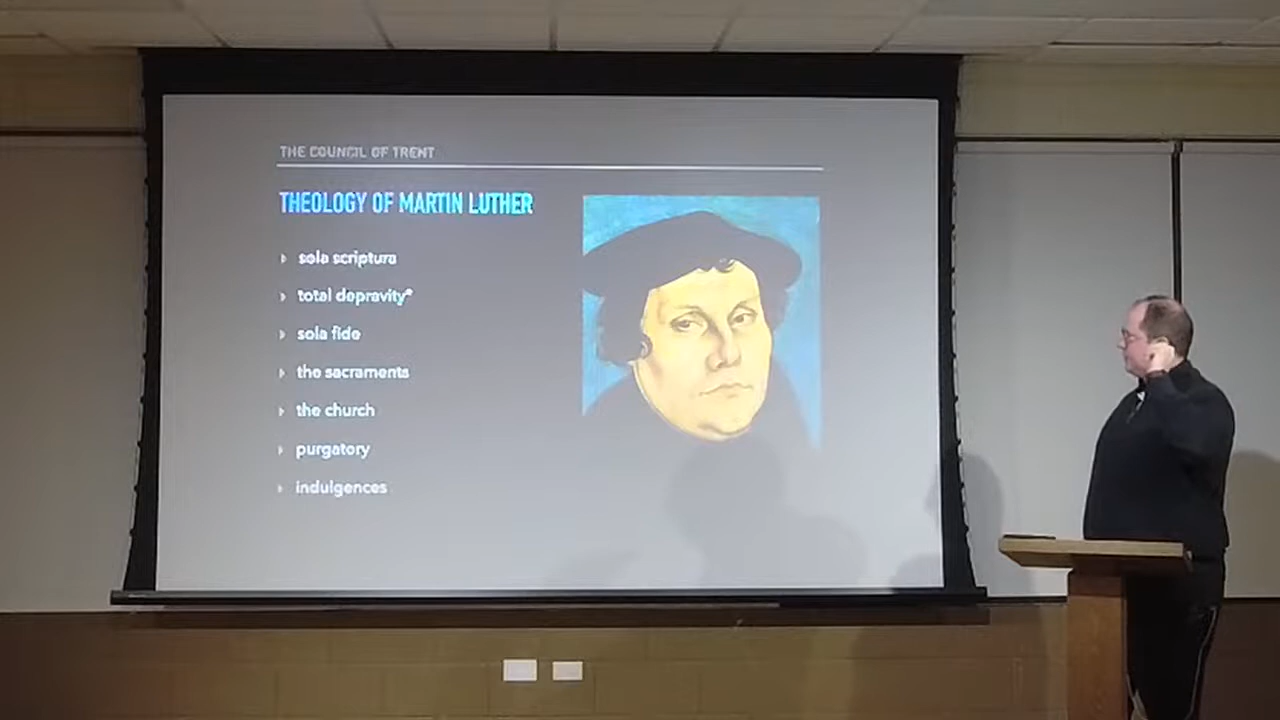 THE COUNCIL OF TRENT
THEOLOGY OF MARTIN LUTHER
sola scriptura
total depravity*
sola fide
the sacraments
the church
purgatory
indulgences